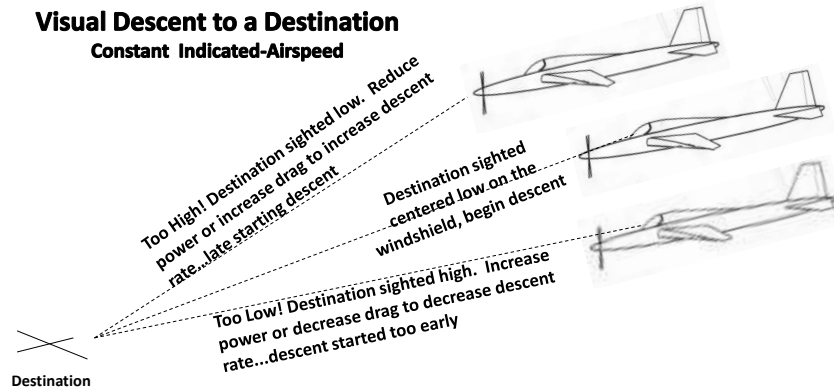 Visual Descent to a Destination
Constant Indicated-Airspeed
Too High! Destination sighted low. Reduce
power or increase drag to increase descent
rate...late starting descent
Destination sighted
centered low on the
windshield, begin descent
Too Low! Destination sighted high. Increase
power or decrease drag to decrease descent
rate...descent started too early
Destination